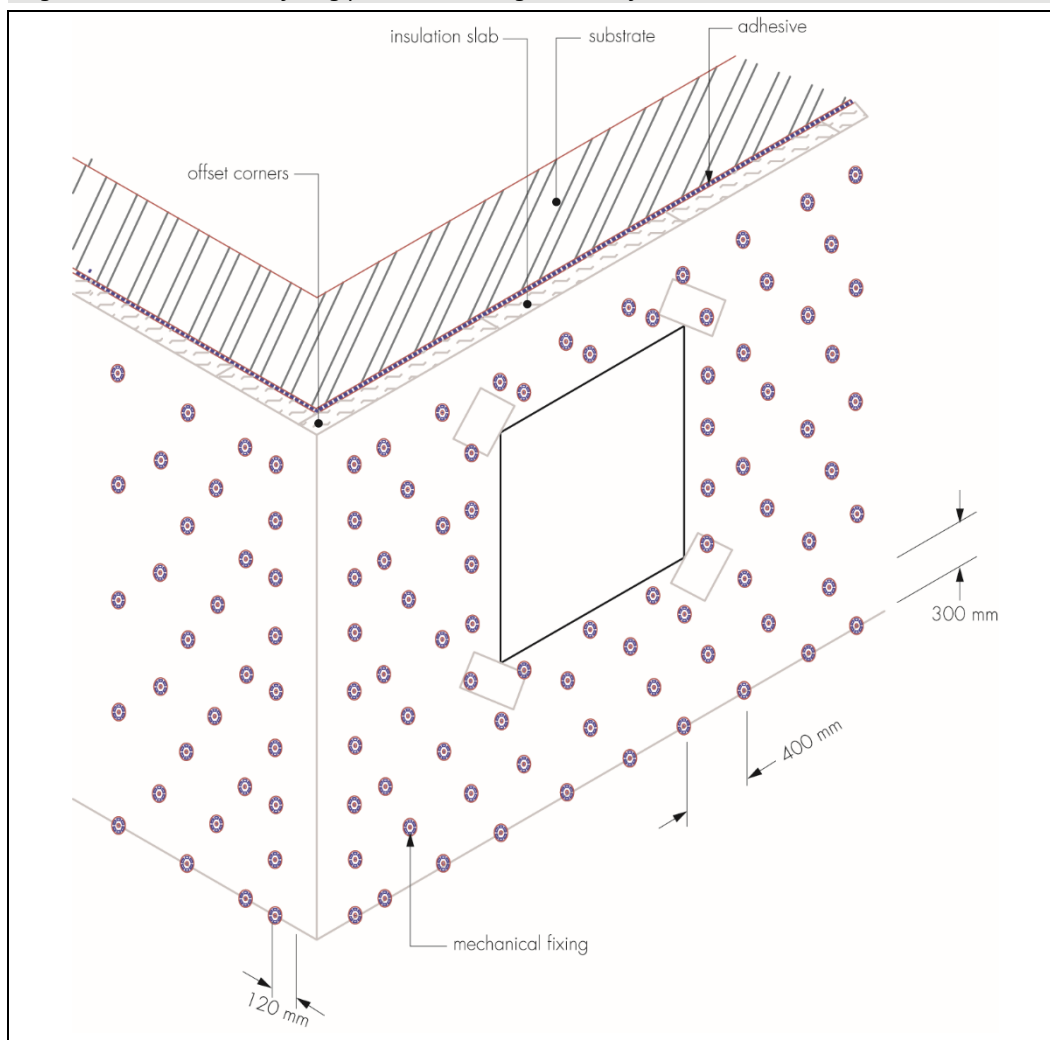 insulation slab
substrate
adhesive
offset corners
300 mm
400 mm
mechanical fixing
120 mm